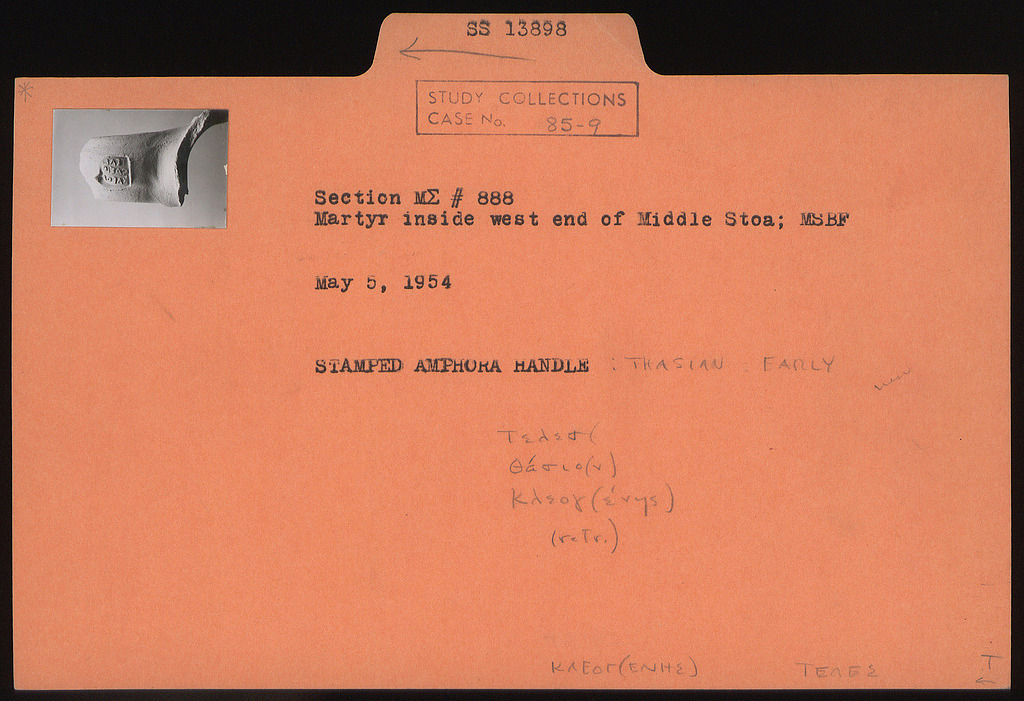 SS 13898
STUDY COLLECTIONS
CASE No. 85-9
Section ΜΣ # 888
Martyr inside west end of Middle Stoa; MSBF
May 5, 1954
STAMPED AMPHORA HANDLE : THASIAN : EARLY
Τελεσ(
Θάσιο(ν)
Κλεογ(ένης)
(retr.)
ΚΛΕΟΓ(ΕΝΗΣ) ΤΕΛΕΣ
T